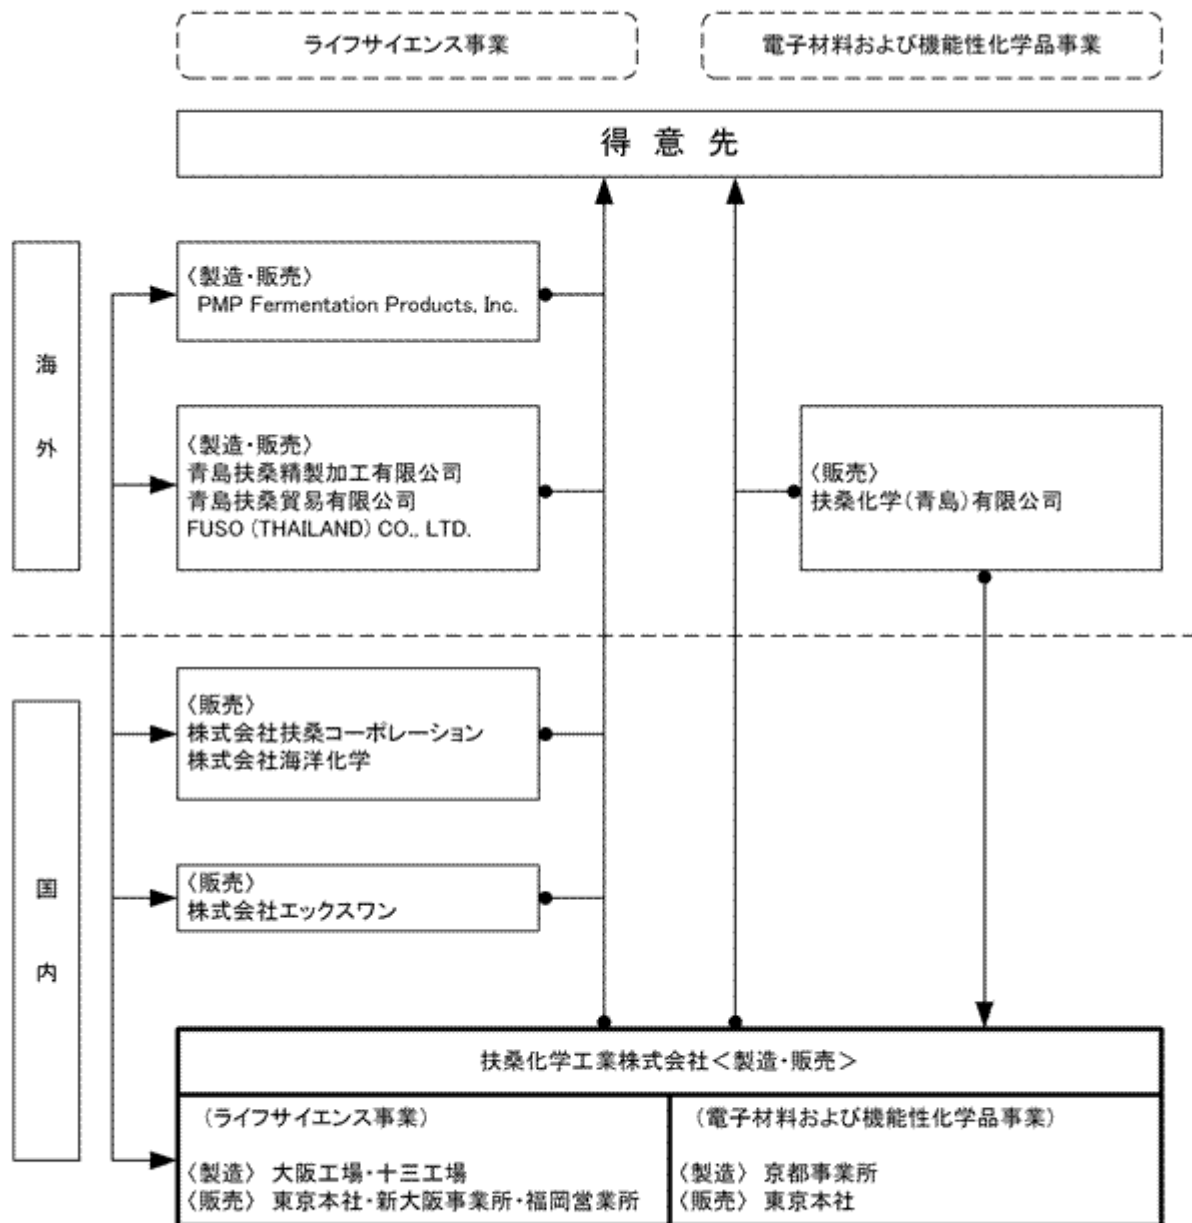 ライフサイエンス事業
電子材料および機能性化学品事業
得意先
海外
〈製造・販売〉
PMP Fermentation Products, Inc.
〈製造・販売〉
青島扶桑精製加工有限公司
青島扶桑貿易有限公司
FUSO (THAILAND) CO., LTD.
〈販売〉
扶桑化学(青島)有限公司
国内
〈販売〉
株式会社扶桑コーポレーション
株式会社海洋化学
〈販売〉
株式会社エックスワン
扶桑化学工業株式会社<製造・販売>
(ライフサイエンス事業)
〈製造〉 大阪工場・十三工場
〈販売〉 東京本社・新大阪事業所・福岡営業所
(電子材料および機能性化学品事業)
〈製造〉 京都事業所
〈販売〉 東京本社